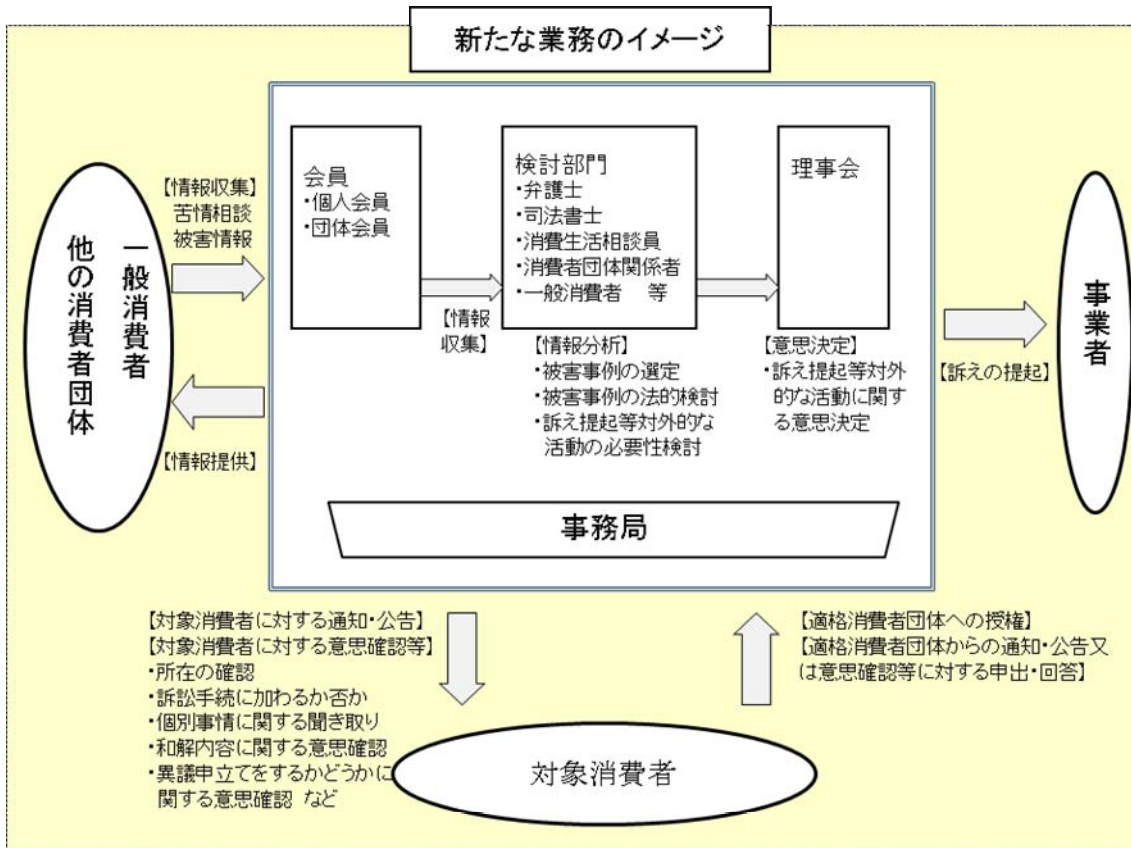 新たな業務のイメージ
一般消費者
他の消費者団体
【情報収集】
苦情相談
被害情報
【情報提供】
会員
・個人会員
・団体会員
【情報
収集】
検討部門
・弁護士
・司法書士
・消費生活相談員
・消費者団体関係者
・一般消費者 等
【情報分析】
・被害事例の選定
・被害事例の法的検討
・訴え提起等対外的な
活動の必要性検討
理事会
【意思決定】
・訴え提起等対外
的な活動に関す
る意思決定
【訴えの提起】
事業者
事務局
【対象消費者に対する通知・公告】
【対象消費者に対する意思確認等】
・所在の確認
・訴訟手続に加わるか否か
・個別事情に関する聞き取り
・和解内容に関する意思確認
・異議申立てをするかどうかに
関する意思確認 など
【適格消費者団体への授権】
【適格消費者団体からの通知・公告又
は意思確認等に対する申出・回答】
対象消費者